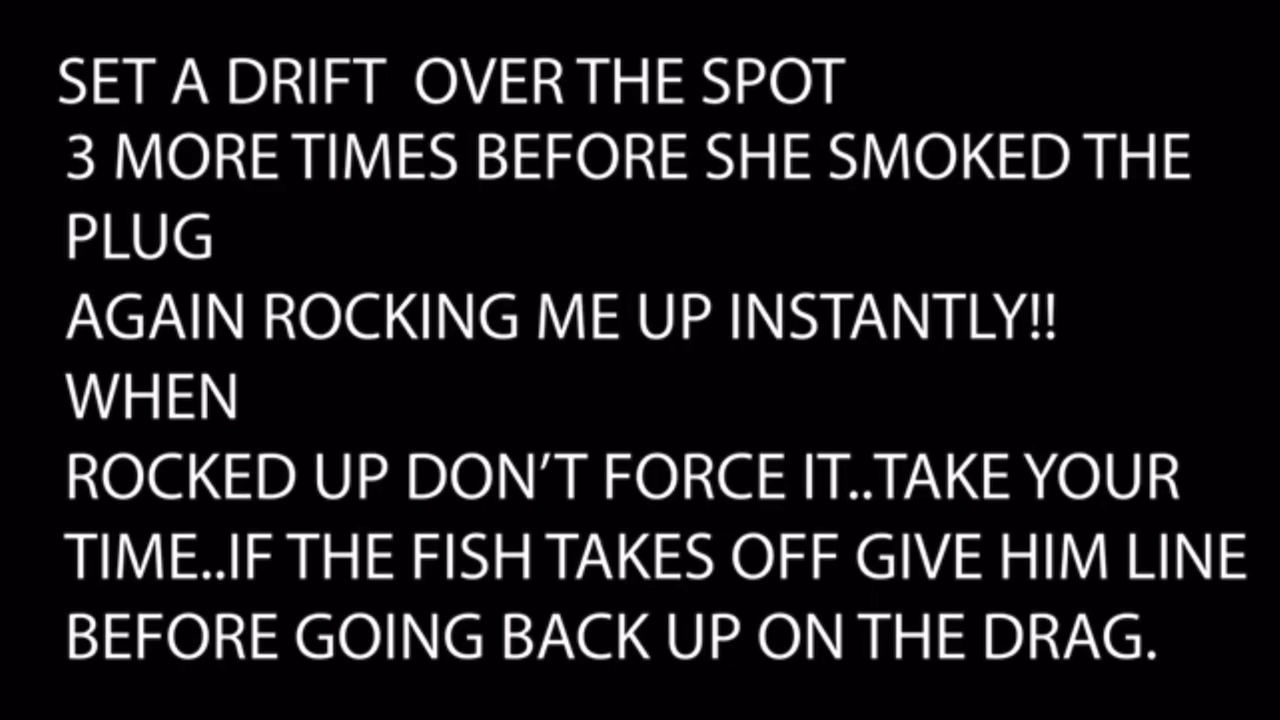 SET A DRIFT  OVER THE SPOT
3 MORE TIMES BEFORE SHE SMOKED THE
PLUG
AGAIN ROCKING ME UP INSTANTLY!!
WHEN
ROCKED UP DON’T FORCE IT..TAKE YOUR
TIME..IF THE FISH TAKES OFF GIVE HIM LINE
BEFORE GOING BACK UP ON THE DRAG.